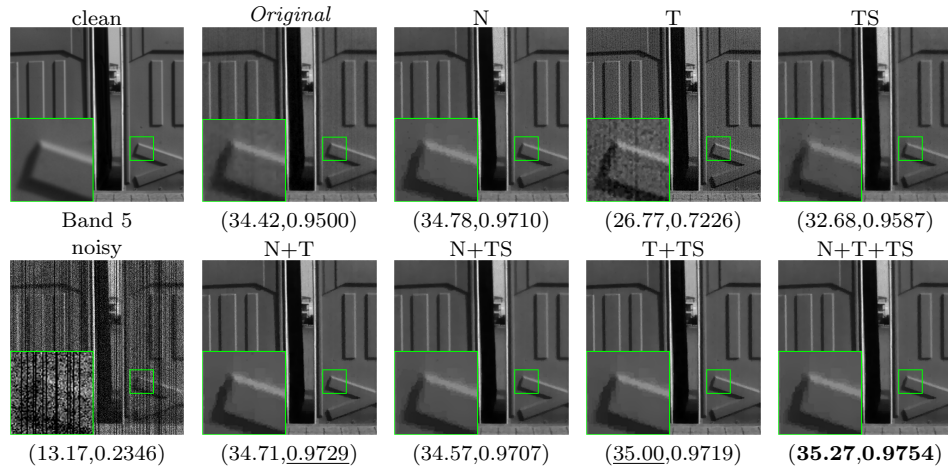 clean Original N T TS
Band 5 (34.42,0.9500) (34.78,0.9710) (26.77,0.7226) (32.68,0.9587)
noisy N+T N+TS T+TS N+T+TS
(13.17,0.2346) (34.71,0.9729) (34.57,0.9707) (35.00,0.9719) (35.27,0.9754)